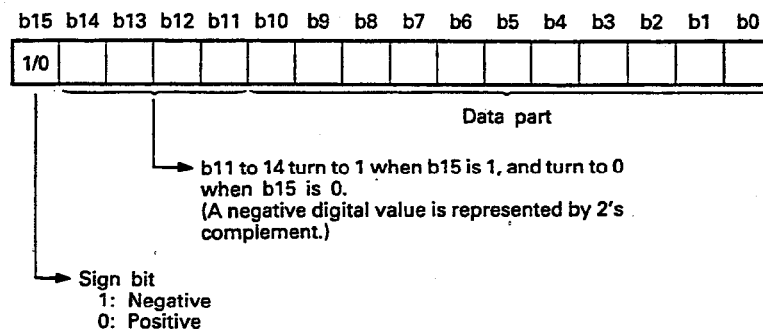 b15 b14 b13 b12 b11 b10 b9 b8 b7 b6 b5 b4 b3 b2 b1 b0
1/0
Data part
b11 to 14 turn to 1 when b15 is 1, and turn to 0
when b15 is 0.
(A negative digital value is represented by 2's
complement.)
Sign bit
1: Negative
0: Positive